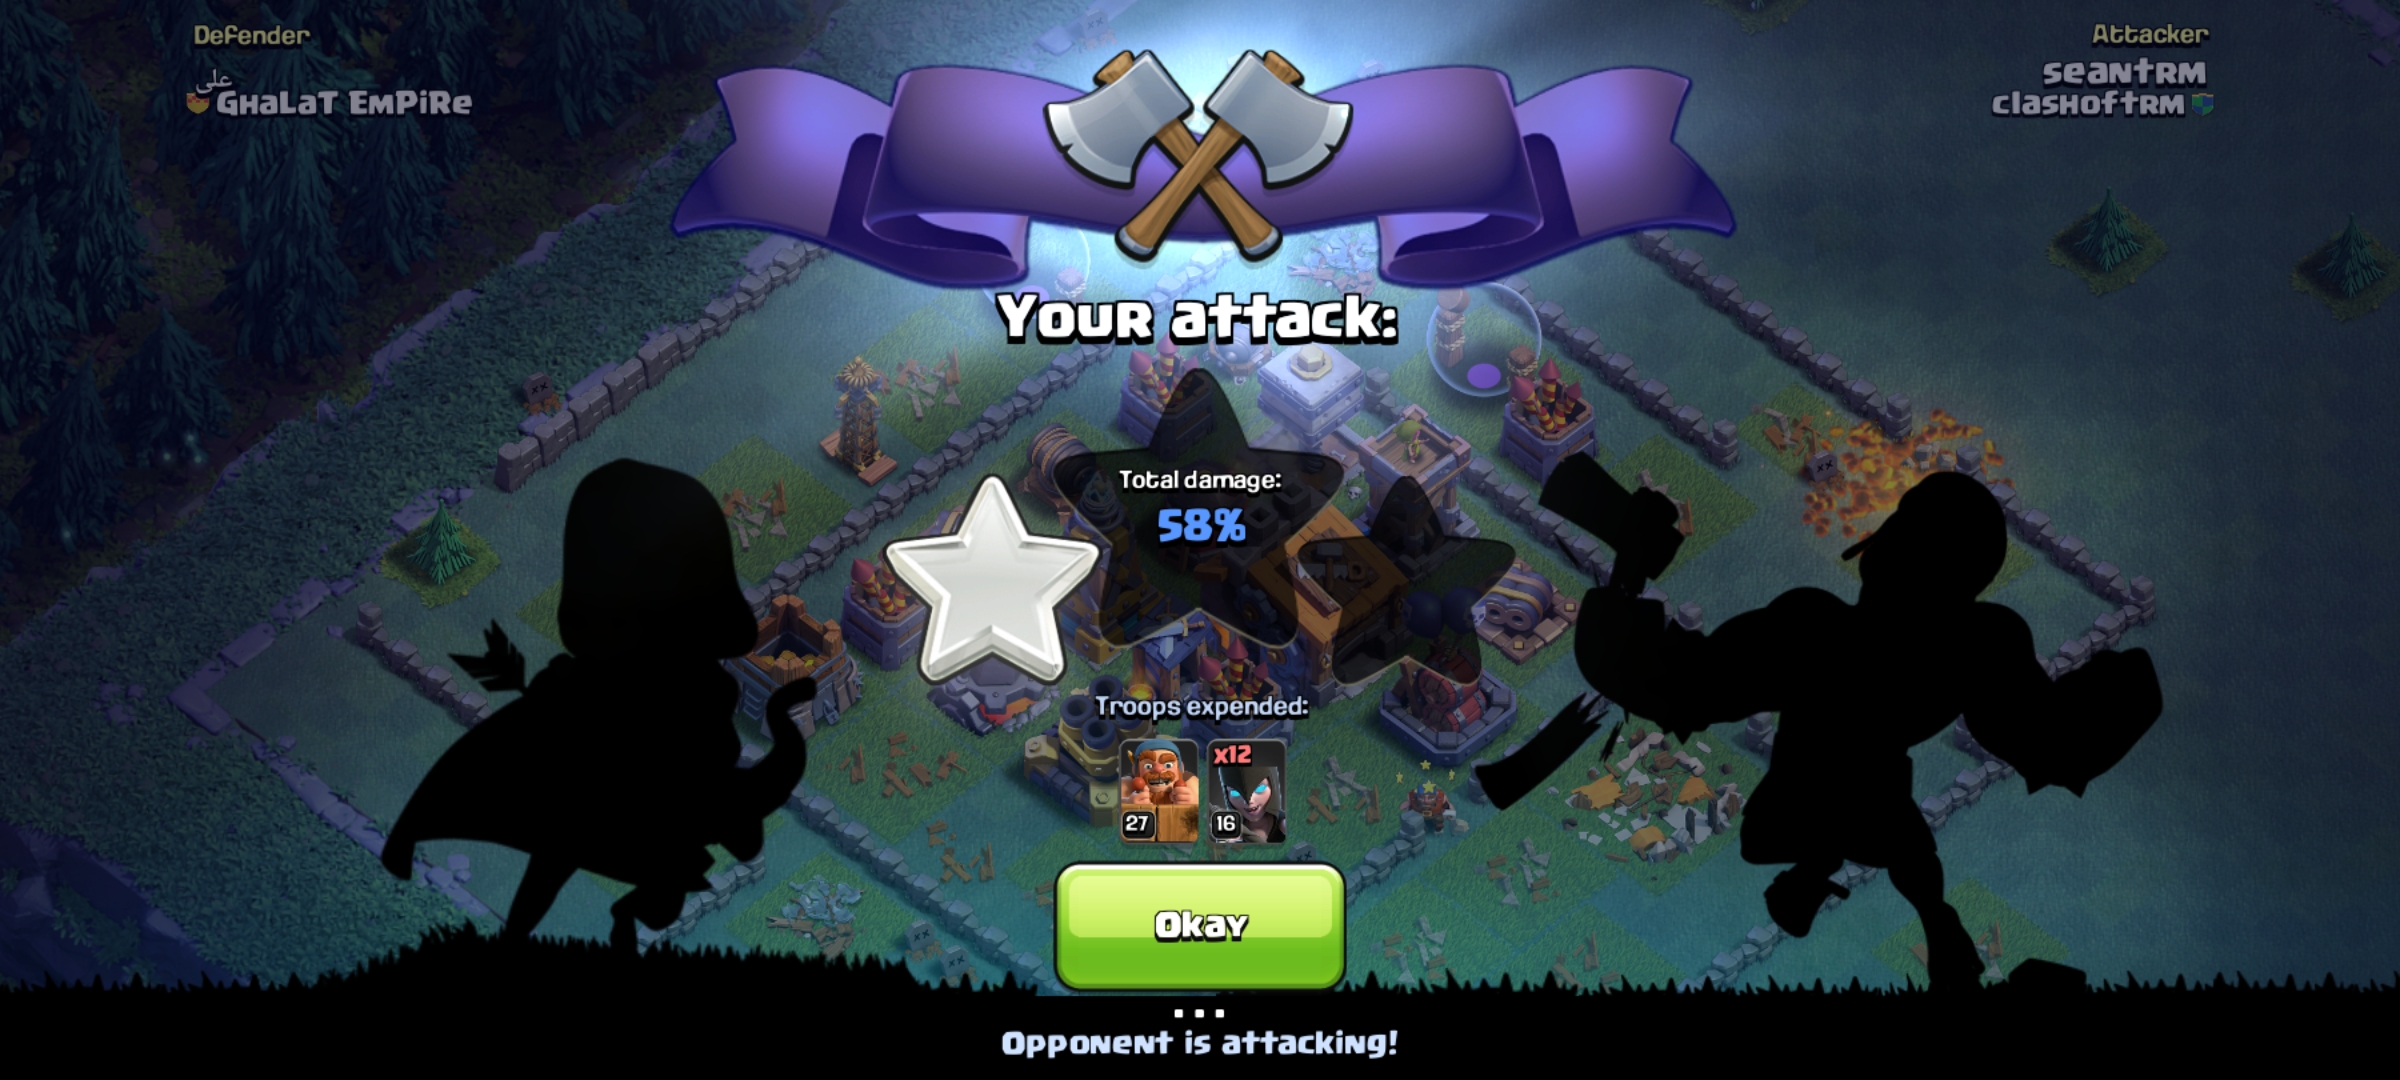 Defender
على
GHaLaT EmPiRe
Attacker
seantrm
clashoftrm
Your attack:
Total damage:
58%
Troops expended:
x12
27
16
Okay
...
Opponent is attacking!